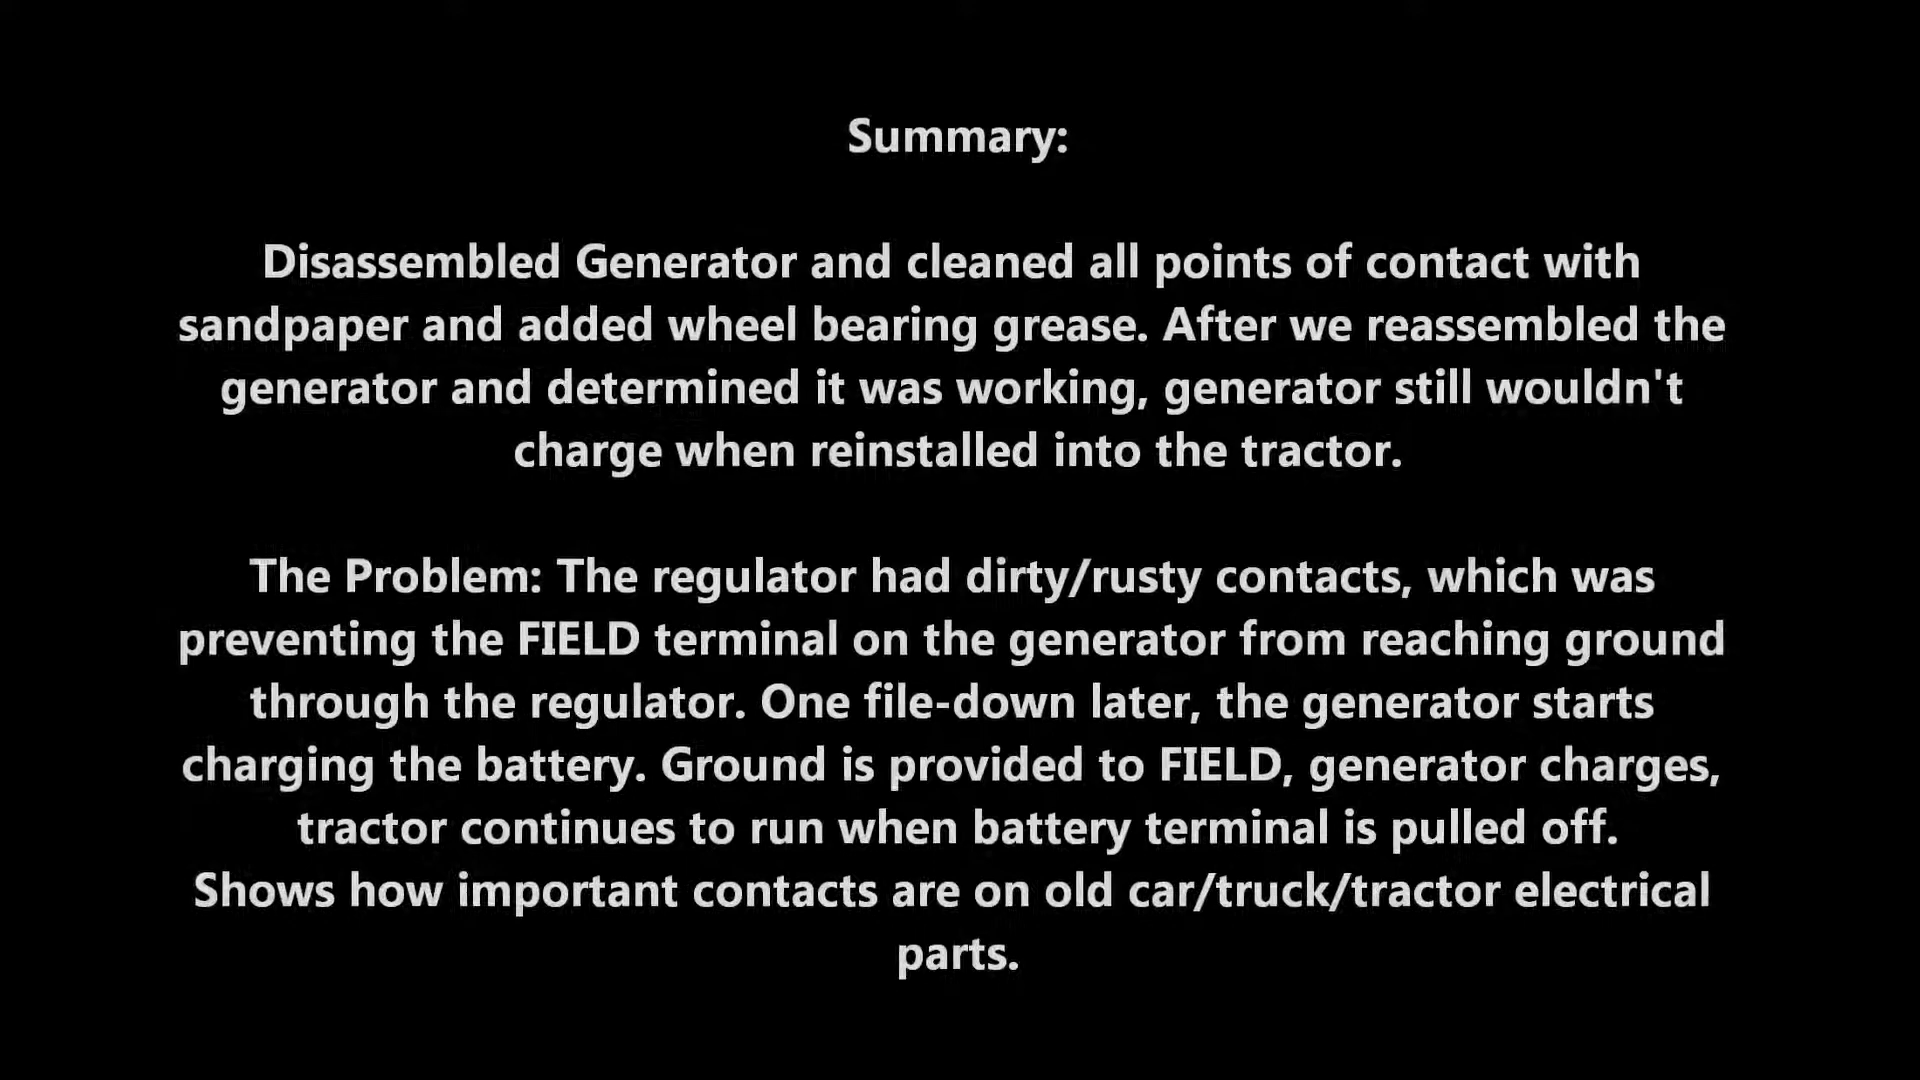 Summary:
Disassembled Generator and cleaned all points of contact with
sandpaper and added wheel bearing grease. After we reassembled the
generator and determined it was working, generator still wouldn't
charge when reinstalled into the tractor.
The Problem: The regulator had dirty/rusty contacts, which was
preventing the FIELD terminal on the generator from reaching ground
through the regulator. One file-down later, the generator starts
charging the battery. Ground is provided to FIELD, generator charges,
tractor continues to run when battery terminal is pulled off.
Shows how important contacts are on old car/truck/tractor electrical
parts.